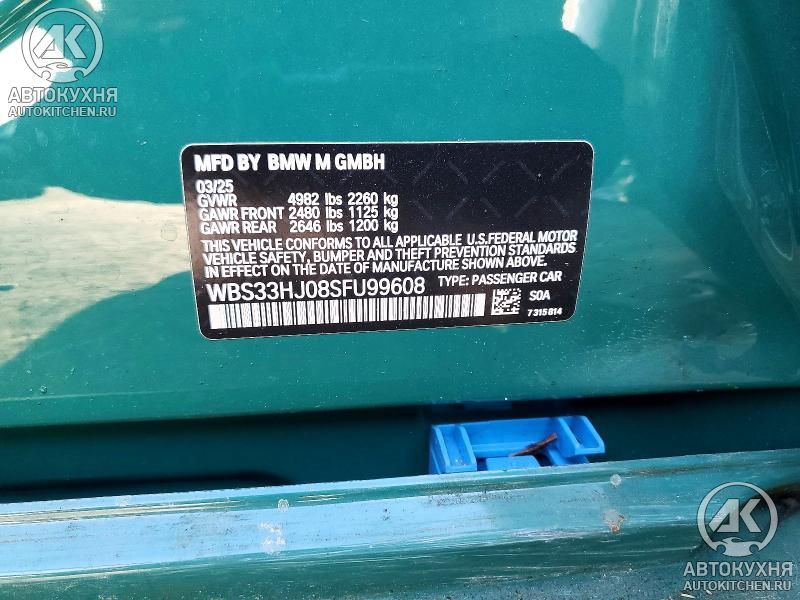 АК
АВТОКУХНЯ
AUTOKITCHEN.RU
MFD BY BMW M GMBH
03/25
GVWR 4982 lbs 2260 kg
GAWR FRONT 2480 lbs 1125 kg
GAWR REAR 2646 lbs 1200 kg
THIS VEHICLE CONFORMS TO ALL APPLICABLE U.S.FEDERAL MOTOR
VEHICLE SAFETY, BUMPER AND THEFT PREVENTION STANDARDS
IN EFFECT ON THE DATE OF MANUFACTURE SHOWN ABOVE.
WBS33HJ08SFU99608 TYPE: PASSENGER CAR
S0A
7315814
АК
АВТОКУХНЯ
AUTOKITCHEN.RU